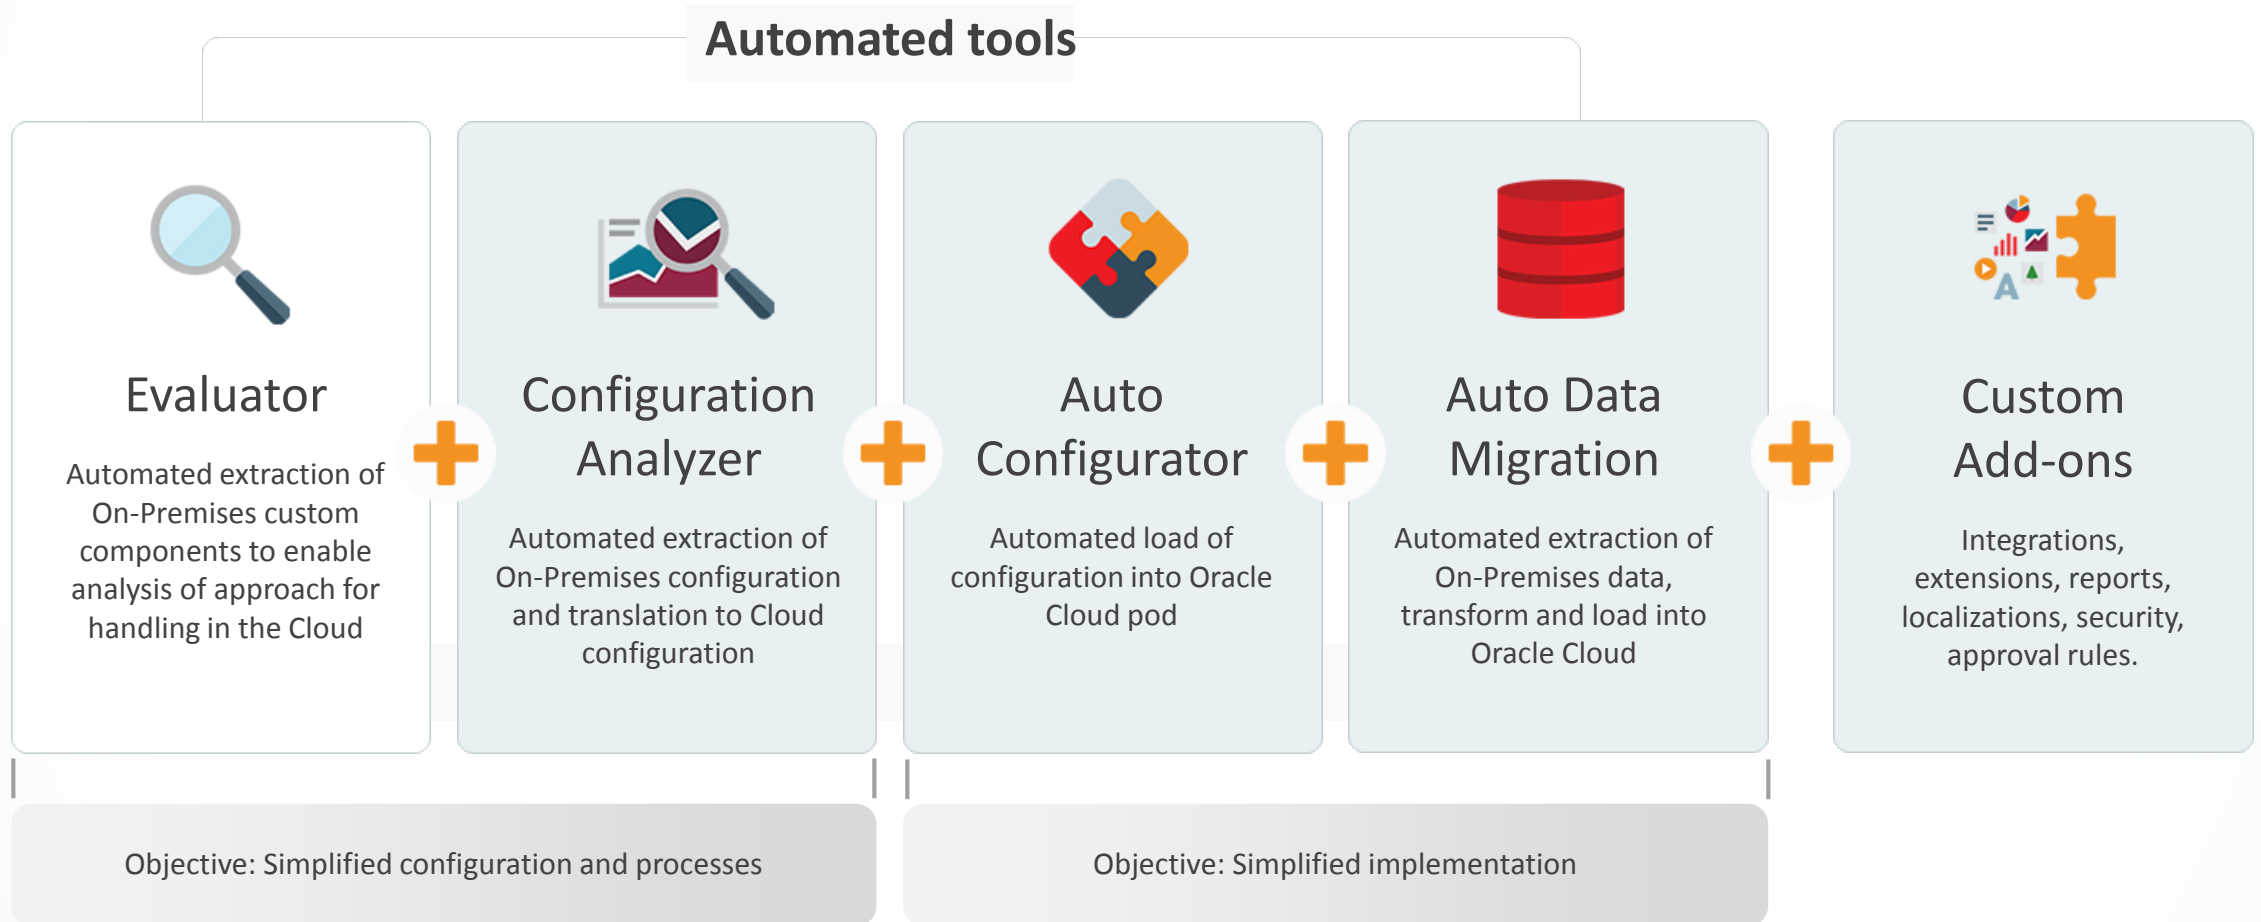 Automated tools
Evaluator
Automated extraction of
On-Premises custom
components to enable
analysis of approach for
handling in the Cloud
Configuration
Analyzer
Automated extraction of
On-Premises configuration
and translation to Cloud
configuration
Auto
Configurator
Automated load of
configuration into Oracle
Cloud pod
Auto Data
Migration
Automated extraction of
On-Premises data,
transform and load into
Oracle Cloud
Custom
Add-ons
Integrations,
extensions, reports,
localizations, security,
approval rules.
Objective: Simplified configuration and processes
Objective: Simplified implementation